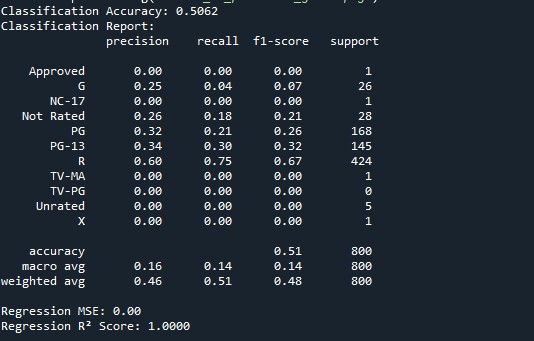 Classification Accuracy: 0.5062
Classification Report:
precision recall f1-score support
Approved 0.00 0.00 0.00 1
G 0.25 0.04 0.07 26
NC-17 0.00 0.00 0.00 1
Not Rated 0.26 0.18 0.21 28
PG 0.32 0.21 0.26 168
PG-13 0.34 0.30 0.32 145
R 0.60 0.75 0.67 424
TV-MA 0.00 0.00 0.00 1
TV-PG 0.00 0.00 0.00 0
Unrated 0.00 0.00 0.00 5
X 0.00 0.00 0.00 1
accuracy 0.51 800
macro avg 0.16 0.14 0.14 800
weighted avg 0.46 0.51 0.48 800
Regression MSE: 0.00
Regression R² Score: 1.0000